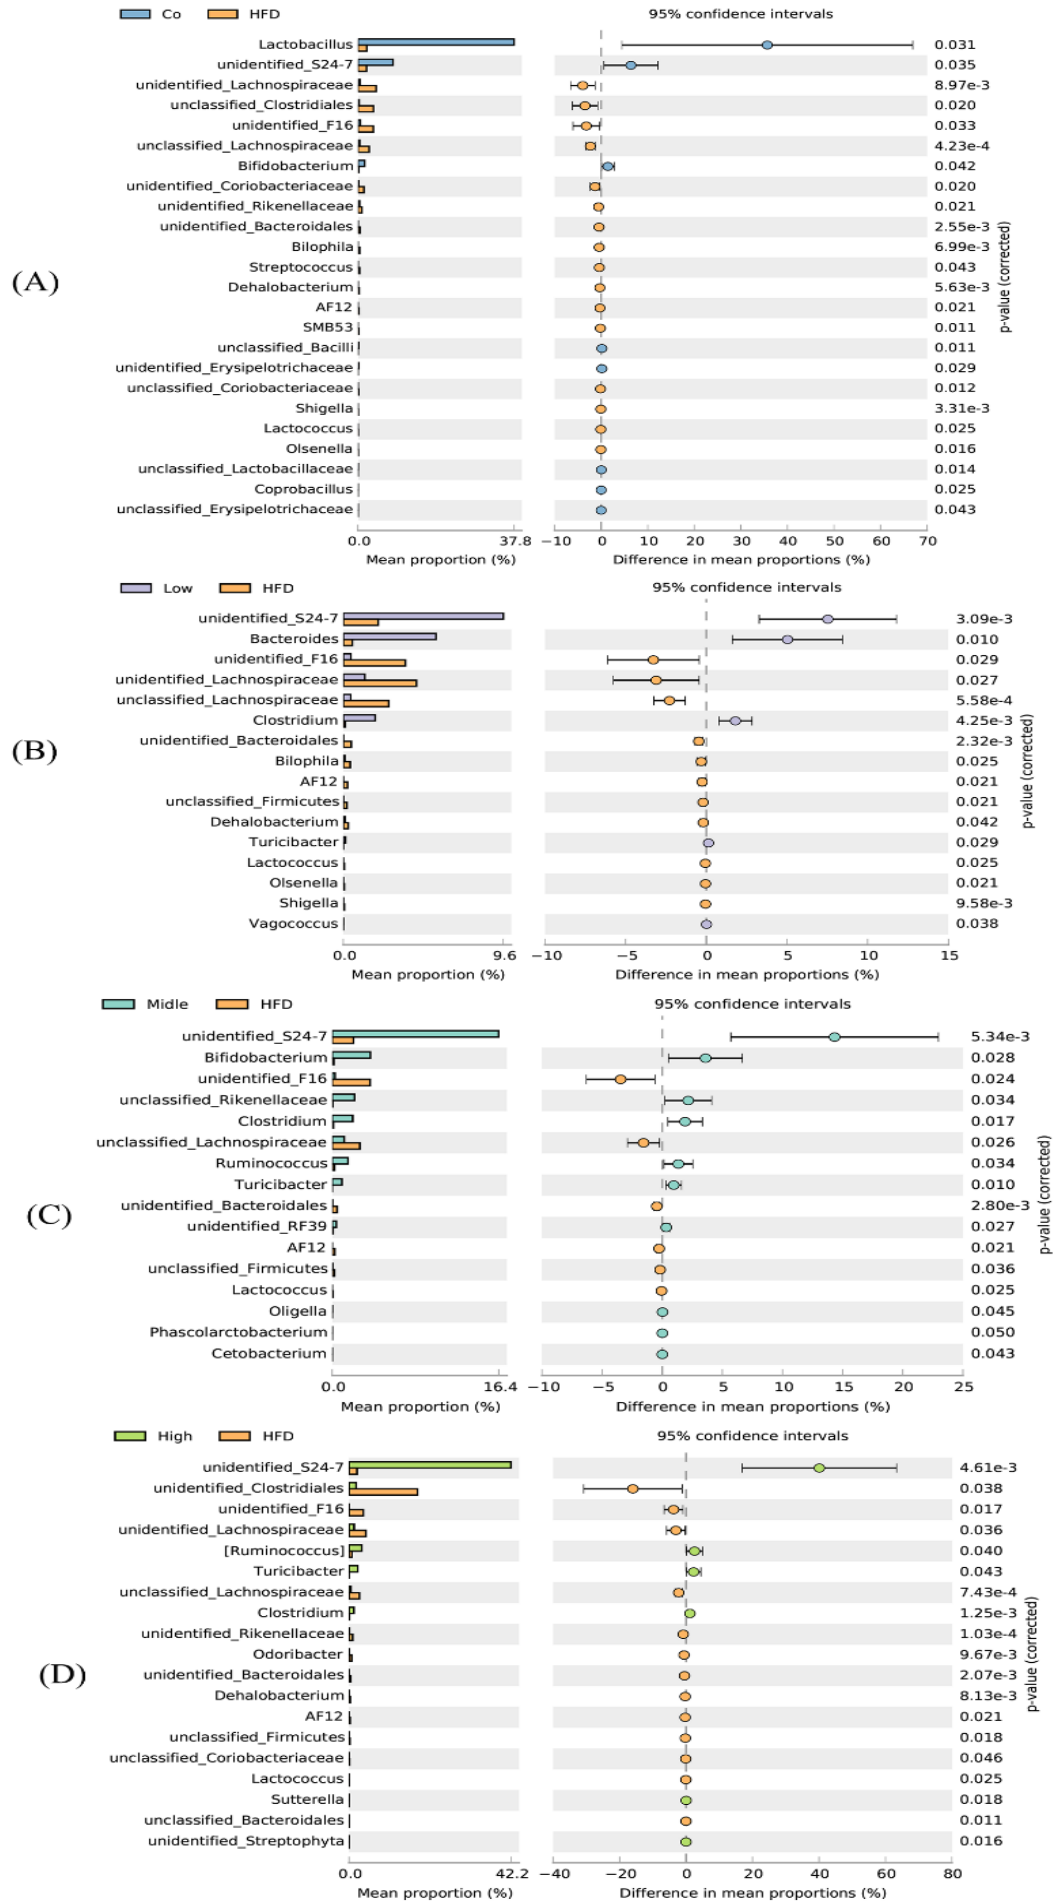 Co HFD 95% confidence intervals
Lactobacillus 0.031
unidentified_S24-7 0.035
unidentified_Lachnospiraceae 8.97e-3
unclassified_Clostridiales 0.020
unidentified_F16 0.033
unclassified_Lachnospiraceae 4.23e-4
Bifidobacterium 0.042
unidentified_Coriobacteriaceae 0.020
unidentified_Rikenellaceae 0.021
unidentified_Bacteroidales 2.55e-3
Bilophila 6.99e-3
Streptococcus 0.043
Dehalobacterium 5.63e-3
AF12 0.021
SMB53 0.011
unclassified_Bacilli 0.011
unidentified_Erysipelotrichaceae 0.029
unclassified_Coriobacteriaceae 0.012
Shigella 3.31e-3
Lactococcus 0.025
Olsenella 0.016
unclassified_Lactobacillaceae 0.014
Coprobacillus 0.025
unclassified_Erysipelotrichaceae 0.043
(A)
p-value (corrected)
0.0 37.8 −10 0 10 20 30 40 50 60 70
Mean proportion (%) Difference in mean proportions (%)
Low HFD 95% confidence intervals
unidentified_S24-7 3.09e-3
Bacteroides 0.010
unidentified_F16 0.029
unidentified_Lachnospiraceae 0.027
unclassified_Lachnospiraceae 5.58e-4
Clostridium 4.25e-3
unidentified_Bacteroidales 2.32e-3
Bilophila 0.025
AF12 0.021
unclassified_Firmicutes 0.021
Dehalobacterium 0.042
Turicibacter 0.029
Lactococcus 0.025
Olsenella 0.021
Shigella 9.58e-3
Vagococcus 0.038
(B)
p-value (corrected)
0.0 9.6 −10 −5 0 5 10 15
Mean proportion (%) Difference in mean proportions (%)
Midle HFD 95% confidence intervals
unidentified_S24-7 5.34e-3
Bifidobacterium 0.028
unidentified_F16 0.024
unclassified_Rikenellaceae 0.034
Clostridium 0.017
unclassified_Lachnospiraceae 0.026
Ruminococcus 0.034
Turicibacter 0.010
unidentified_Bacteroidales 2.80e-3
unidentified_RF39 0.027
AF12 0.021
unclassified_Firmicutes 0.036
Lactococcus 0.025
Oligella 0.045
Phascolarctobacterium 0.050
Cetobacterium 0.043
(C)
p-value (corrected)
0.0 16.4 −10 −5 0 5 10 15 20 25
Mean proportion (%) Difference in mean proportions (%)
High HFD 95% confidence intervals
unidentified_S24-7 4.61e-3
unidentified_Clostridiales 0.038
unidentified_F16 0.017
unidentified_Lachnospiraceae 0.036
[Ruminococcus] 0.040
Turicibacter 0.043
unclassified_Lachnospiraceae 7.43e-4
Clostridium 1.25e-3
unidentified_Rikenellaceae 1.03e-4
Odoribacter 9.67e-3
unidentified_Bacteroidales 2.07e-3
Dehalobacterium 8.13e-3
AF12 0.021
unclassified_Firmicutes 0.018
unclassified_Coriobacteriaceae 0.046
Lactococcus 0.025
Sutterella 0.018
unclassified_Bacteroidales 0.011
unidentified_Streptophyta 0.016
(D)
p-value (corrected)
0.0 42.2 −40 −20 0 20 40 60 80
Mean proportion (%) Difference in mean proportions (%)